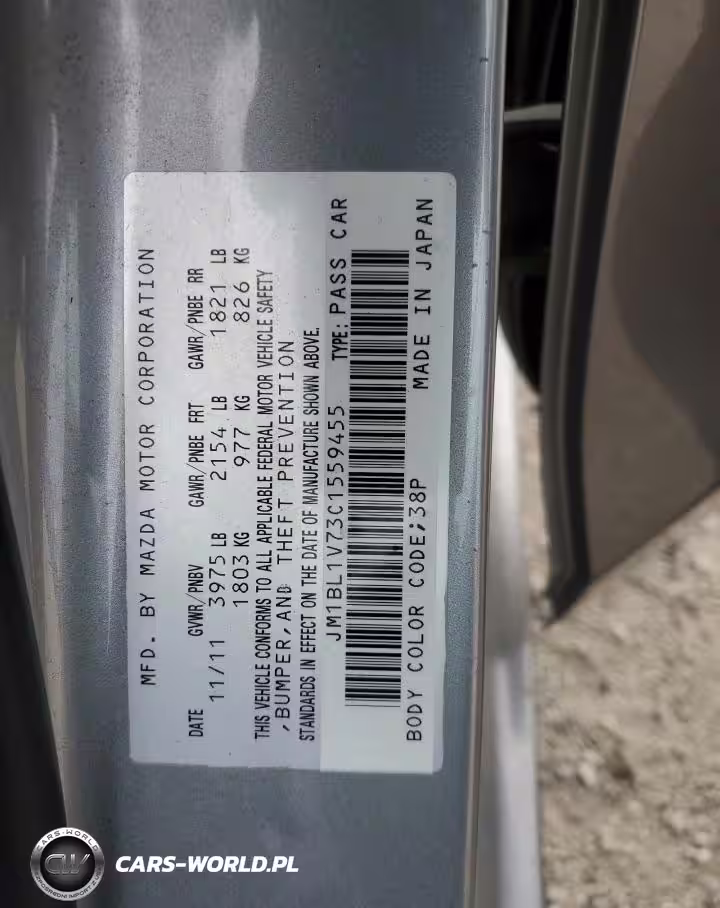 MFD. BY MAZDA MOTOR CORPORATION
DATE GVWR/PNBV GAWR/PNBE FRT GAWR/PNBE RR
11/11 3975 LB 2154 LB 1821 LB
1803 KG 977 KG 826 KG
THIS VEHICLE CONFORMS TO ALL APPLICABLE FEDERAL MOTOR VEHICLE SAFETY
,BUMPER,AND THEFT PREVENTION
STANDARDS IN EFFECT ON THE DATE OF MANUFACTURE SHOWN ABOVE.
JM1BL1V73C1559455 TYPE: PASS CAR
BODY COLOR CODE;38P MADE IN JAPAN
CARS-WORLD
CW
CARS-WORLD.PL